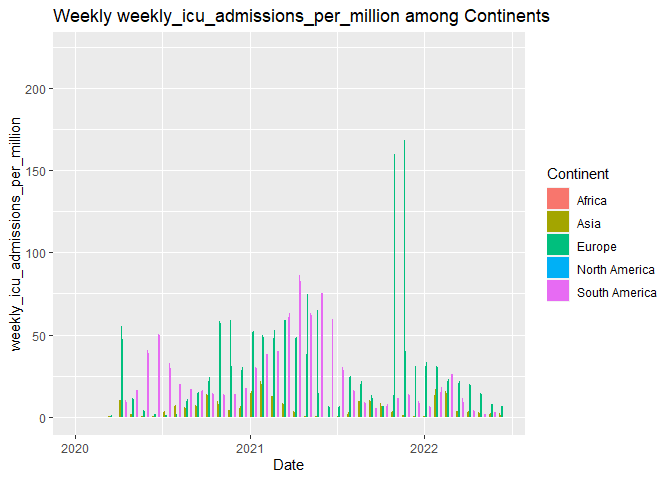 Weekly weekly_icu_admissions_per_million among Continents
weekly_icu_admissions_per_million
200
150
100
50
0
2020
2021
2022
Date
Continent
Africa
Asia
Europe
North America
South America